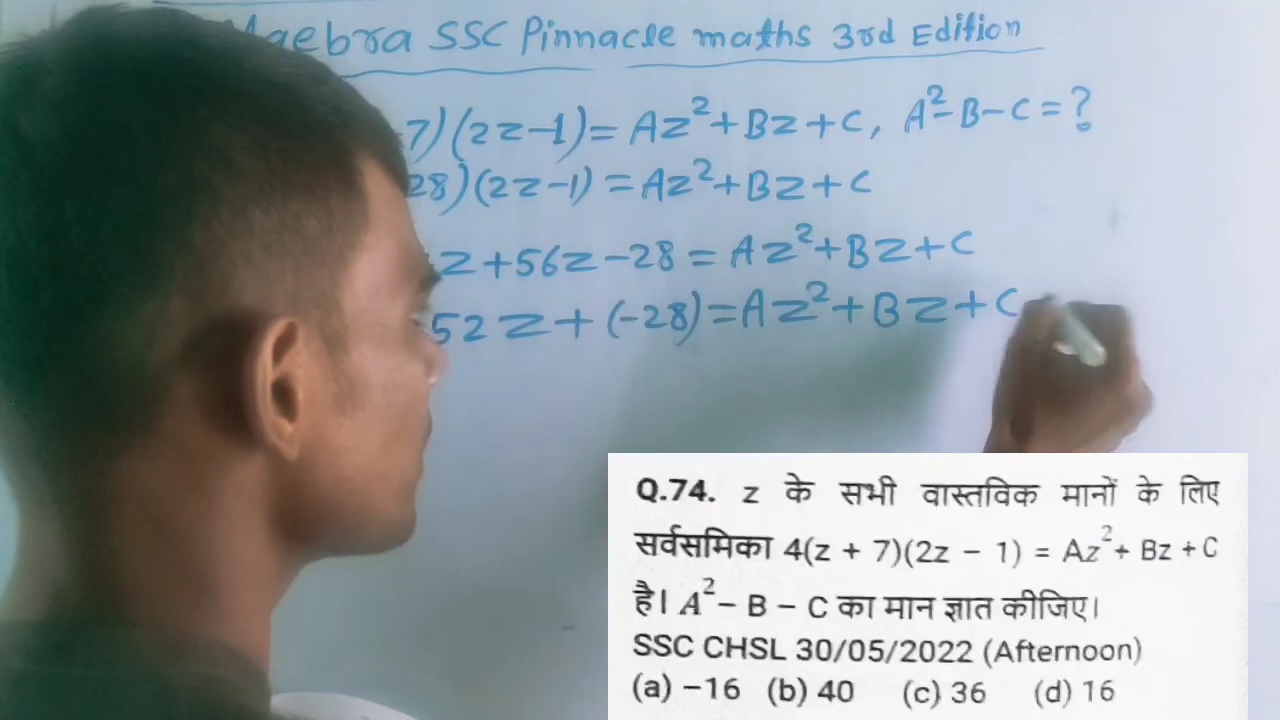 gebra SSC Pinnacle maths 3rd Edition
7)(2z-1)=Az²+Bz+C, A²-B-C=?
28)(2z-1)=Az²+Bz+C
z+56z-28=Az²+Bz+C
52z+(-28)=Az²+Bz+C
Q.74. z के सभी वास्तविक मानों के लिए
सर्वसमिका 4(z + 7)(2z − 1) = Az²+ Bz + C
है। A²− B − C का मान ज्ञात कीजिए।
SSC CHSL 30/05/2022 (Afternoon)
(a) −16 (b) 40 (c) 36 (d) 16